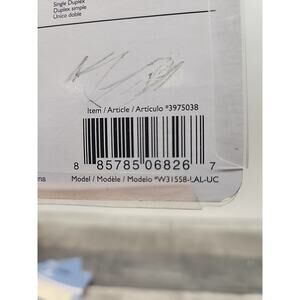 Single Duplex
Duplex simple
Único doble
Item / Article / Artículo #3975038
8 85785 06826 7
Model / Modèle / Modelo #W31558-LAL-UC